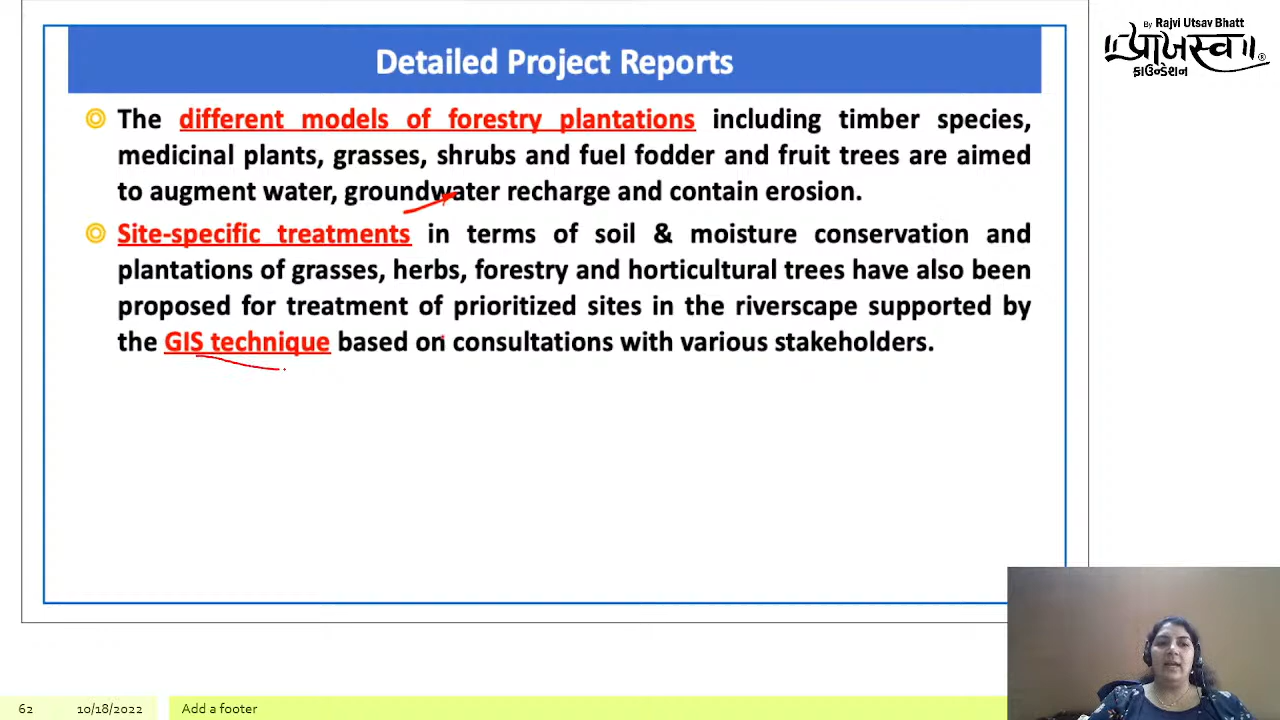 By Rajvi Utsav Bhatt
॥प्राजस्व॥®
ફાઉન્ડેશન
Detailed Project Reports
The different models of forestry plantations including timber species,
medicinal plants, grasses, shrubs and fuel fodder and fruit trees are aimed
to augment water, groundwater recharge and contain erosion.
Site-specific treatments in terms of soil & moisture conservation and
plantations of grasses, herbs, forestry and horticultural trees have also been
proposed for treatment of prioritized sites in the riverscape supported by
the GIS technique based on consultations with various stakeholders.
62 10/18/2022 Add a footer